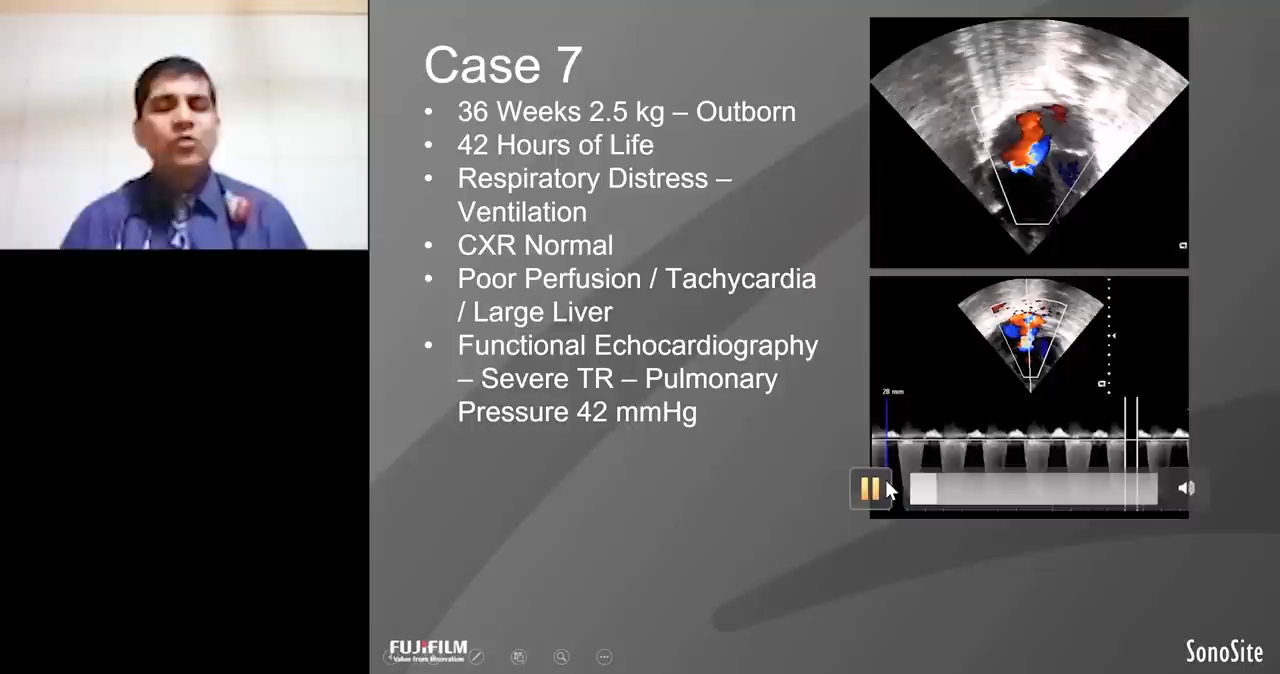 Case 7
• 36 Weeks 2.5 kg – Outborn
• 42 Hours of Life
• Respiratory Distress –
Ventilation
• CXR Normal
• Poor Perfusion / Tachycardia
/ Large Liver
• Functional Echocardiography
– Severe TR – Pulmonary
Pressure 42 mmHg
28 mm
FUJIFILM
Value from Innovation
SonoSite